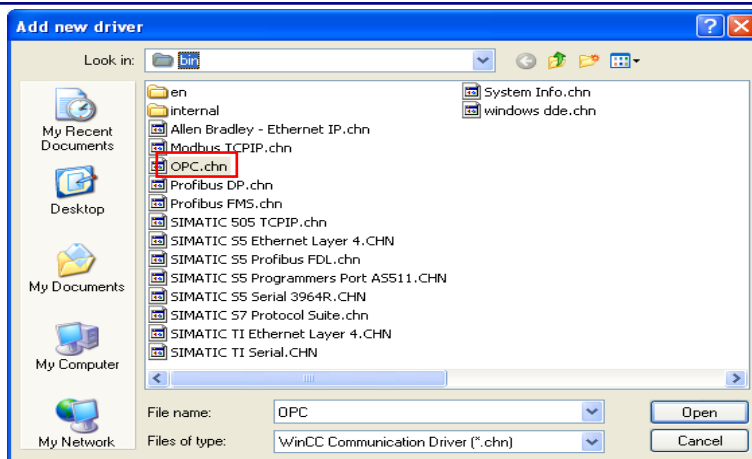 Add new driver
Look in:
bin
My Recent
Documents
Desktop
My Documents
My Computer
My Network
en
internal
Allen Bradley - Ethernet IP.chn
Modbus TCPIP.chn
OPC.chn
Profibus DP.chn
Profibus FMS.chn
SIMATIC 505 TCPIP.chn
SIMATIC S5 Ethernet Layer 4.CHN
SIMATIC S5 Profibus FDL.chn
SIMATIC S5 Programmers Port AS511.CHN
SIMATIC S5 Serial 3964R.CHN
SIMATIC S7 Protocol Suite.chn
SIMATIC TI Ethernet Layer 4.CHN
SIMATIC TI Serial.CHN
System Info.chn
windows dde.chn
File name:
OPC
Open
Files of type:
WinCC Communication Driver (*.chn)
Cancel